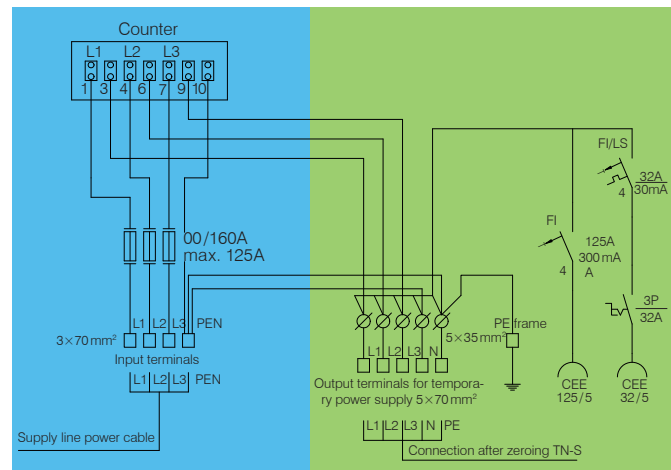 Counter
L1 L2 L3
1 3 4 6 7 9 10
FI/LS
4
32A
30mA
00/160A
max. 125A
FI
4
125A
300 mA
A
3P
32A
L1 L2 L3 PEN
3×70 mm²
Input terminals
L1 L2 L3 PEN
Supply line power cable
5×35 mm²
PE frame
L1 L2 L3 N
Output terminals for tempora-
ry power supply 5×70 mm²
L1 L2 L3 N PE
Connection after zeroing TN-S
CEE
125/5
CEE
32/5